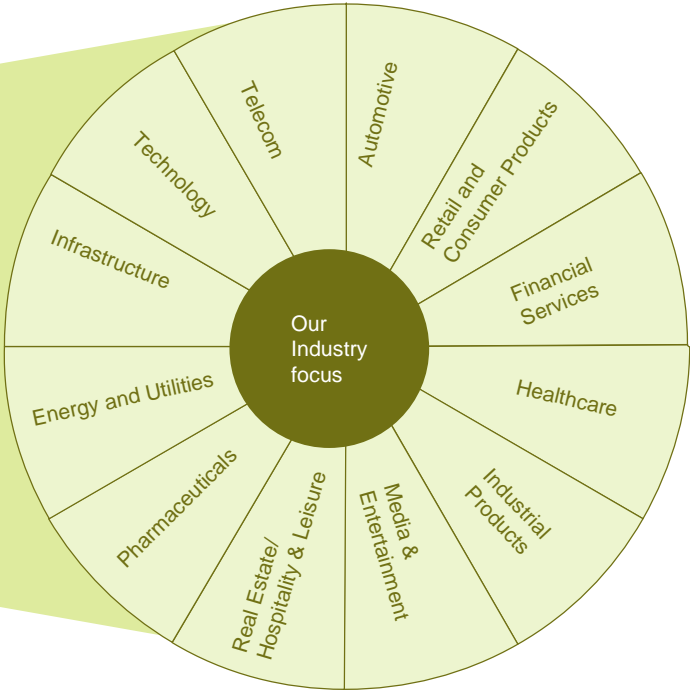 Our
Industry
focus
Automotive
Retail and
Consumer Products
Financial
Services
Healthcare
Industrial
Products
Media &
Entertainment
Real Estate/
Hospitality & Leisure
Pharmaceuticals
Energy and Utilities
Infrastructure
Technology
Telecom